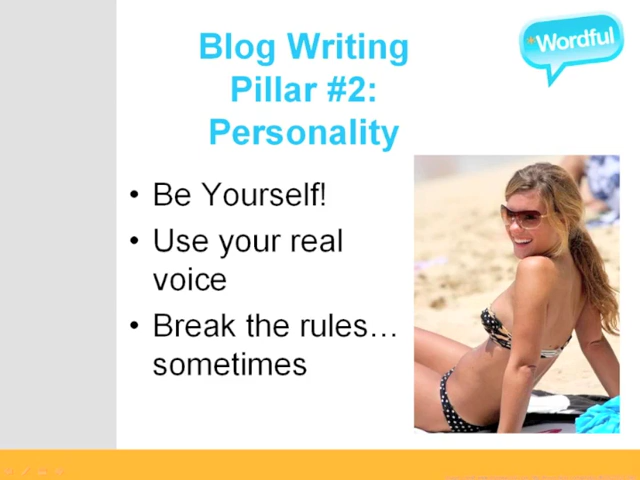 *Wordful
Blog Writing
Pillar #2:
Personality
• Be Yourself!
• Use your real
voice
• Break the rules…
sometimes